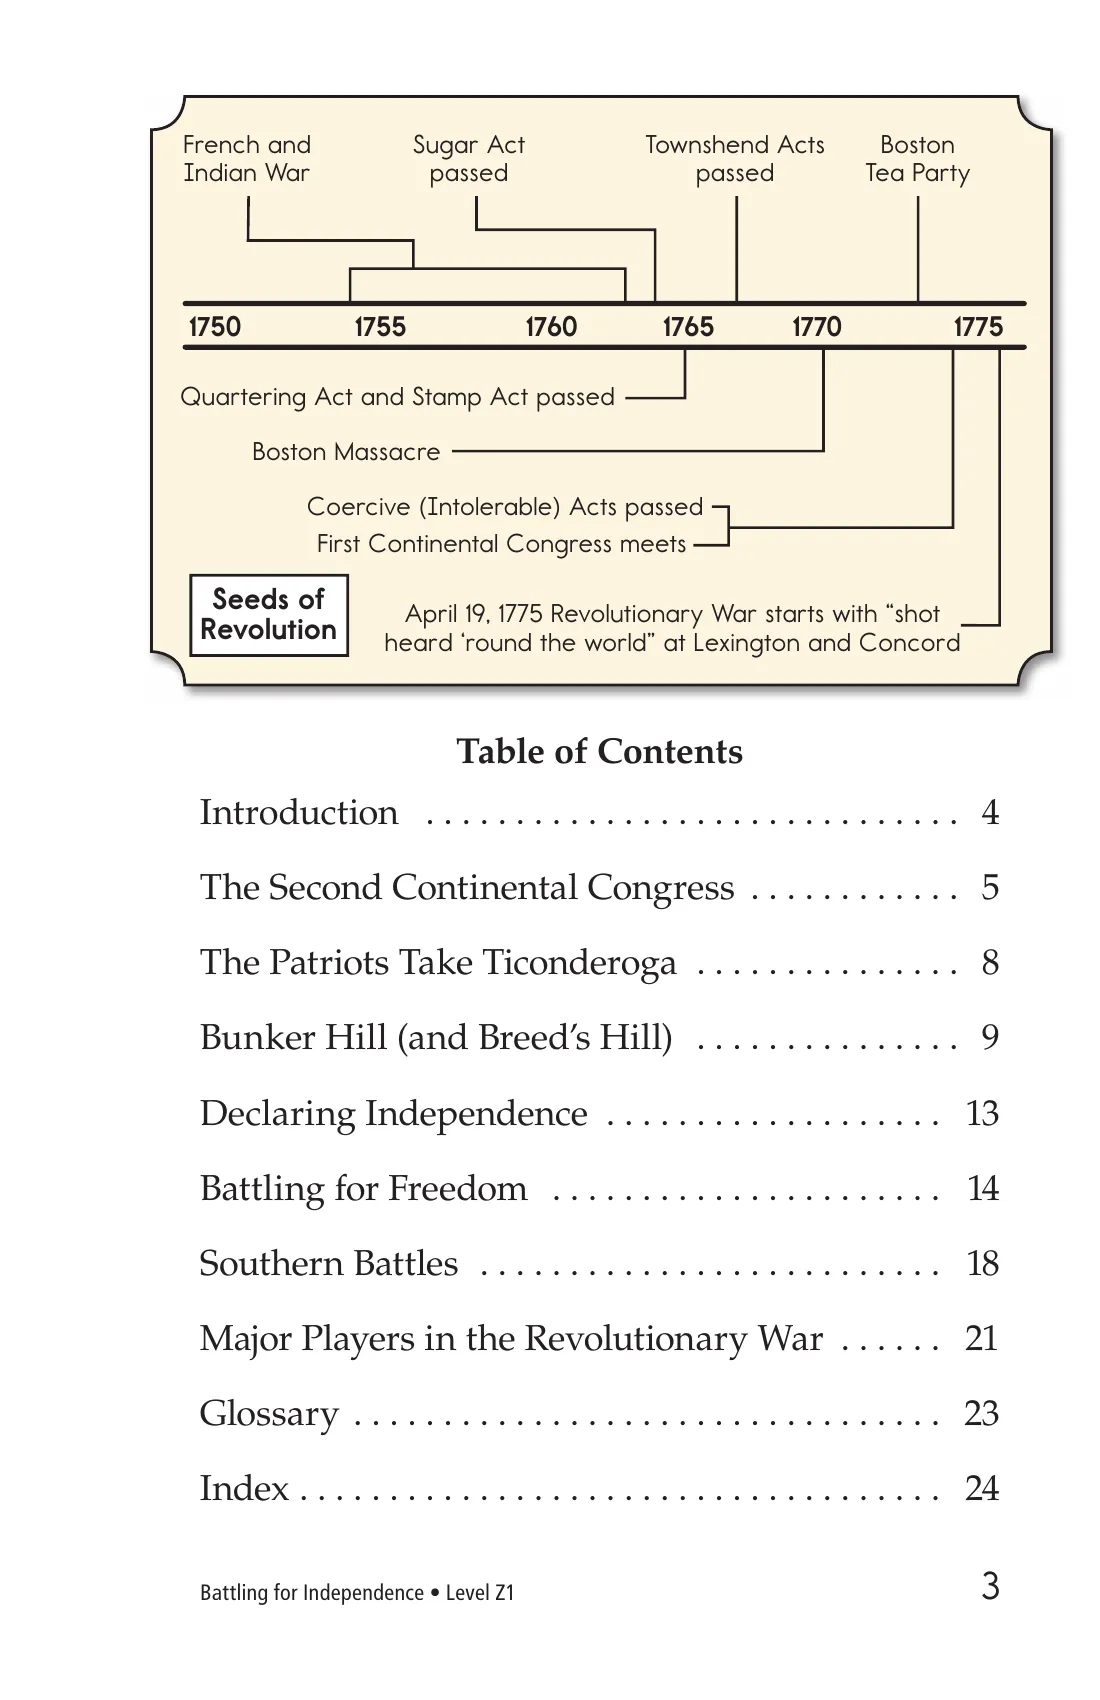 French and
Indian War
Sugar Act
passed
Townshend Acts
passed
Boston
Tea Party
1750 1755 1760 1765 1770 1775
Quartering Act and Stamp Act passed
Boston Massacre
Coercive (Intolerable) Acts passed
First Continental Congress meets
Seeds of
Revolution
April 19, 1775 Revolutionary War starts with “shot
heard ‘round the world” at Lexington and Concord
Table of Contents
Introduction . . . . . . . . . . . . . . . . . . . . . . . . . . . . . . 4
The Second Continental Congress . . . . . . . . . . . . 5
The Patriots Take Ticonderoga . . . . . . . . . . . . . . . 8
Bunker Hill (and Breed’s Hill) . . . . . . . . . . . . . . . 9
Declaring Independence . . . . . . . . . . . . . . . . . . . 13
Battling for Freedom . . . . . . . . . . . . . . . . . . . . . . 14
Southern Battles . . . . . . . . . . . . . . . . . . . . . . . . . . 18
Major Players in the Revolutionary War . . . . . . 21
Glossary . . . . . . . . . . . . . . . . . . . . . . . . . . . . . . . . . 23
Index . . . . . . . . . . . . . . . . . . . . . . . . . . . . . . . . . . . . 24
Battling for Independence • Level Z1 3